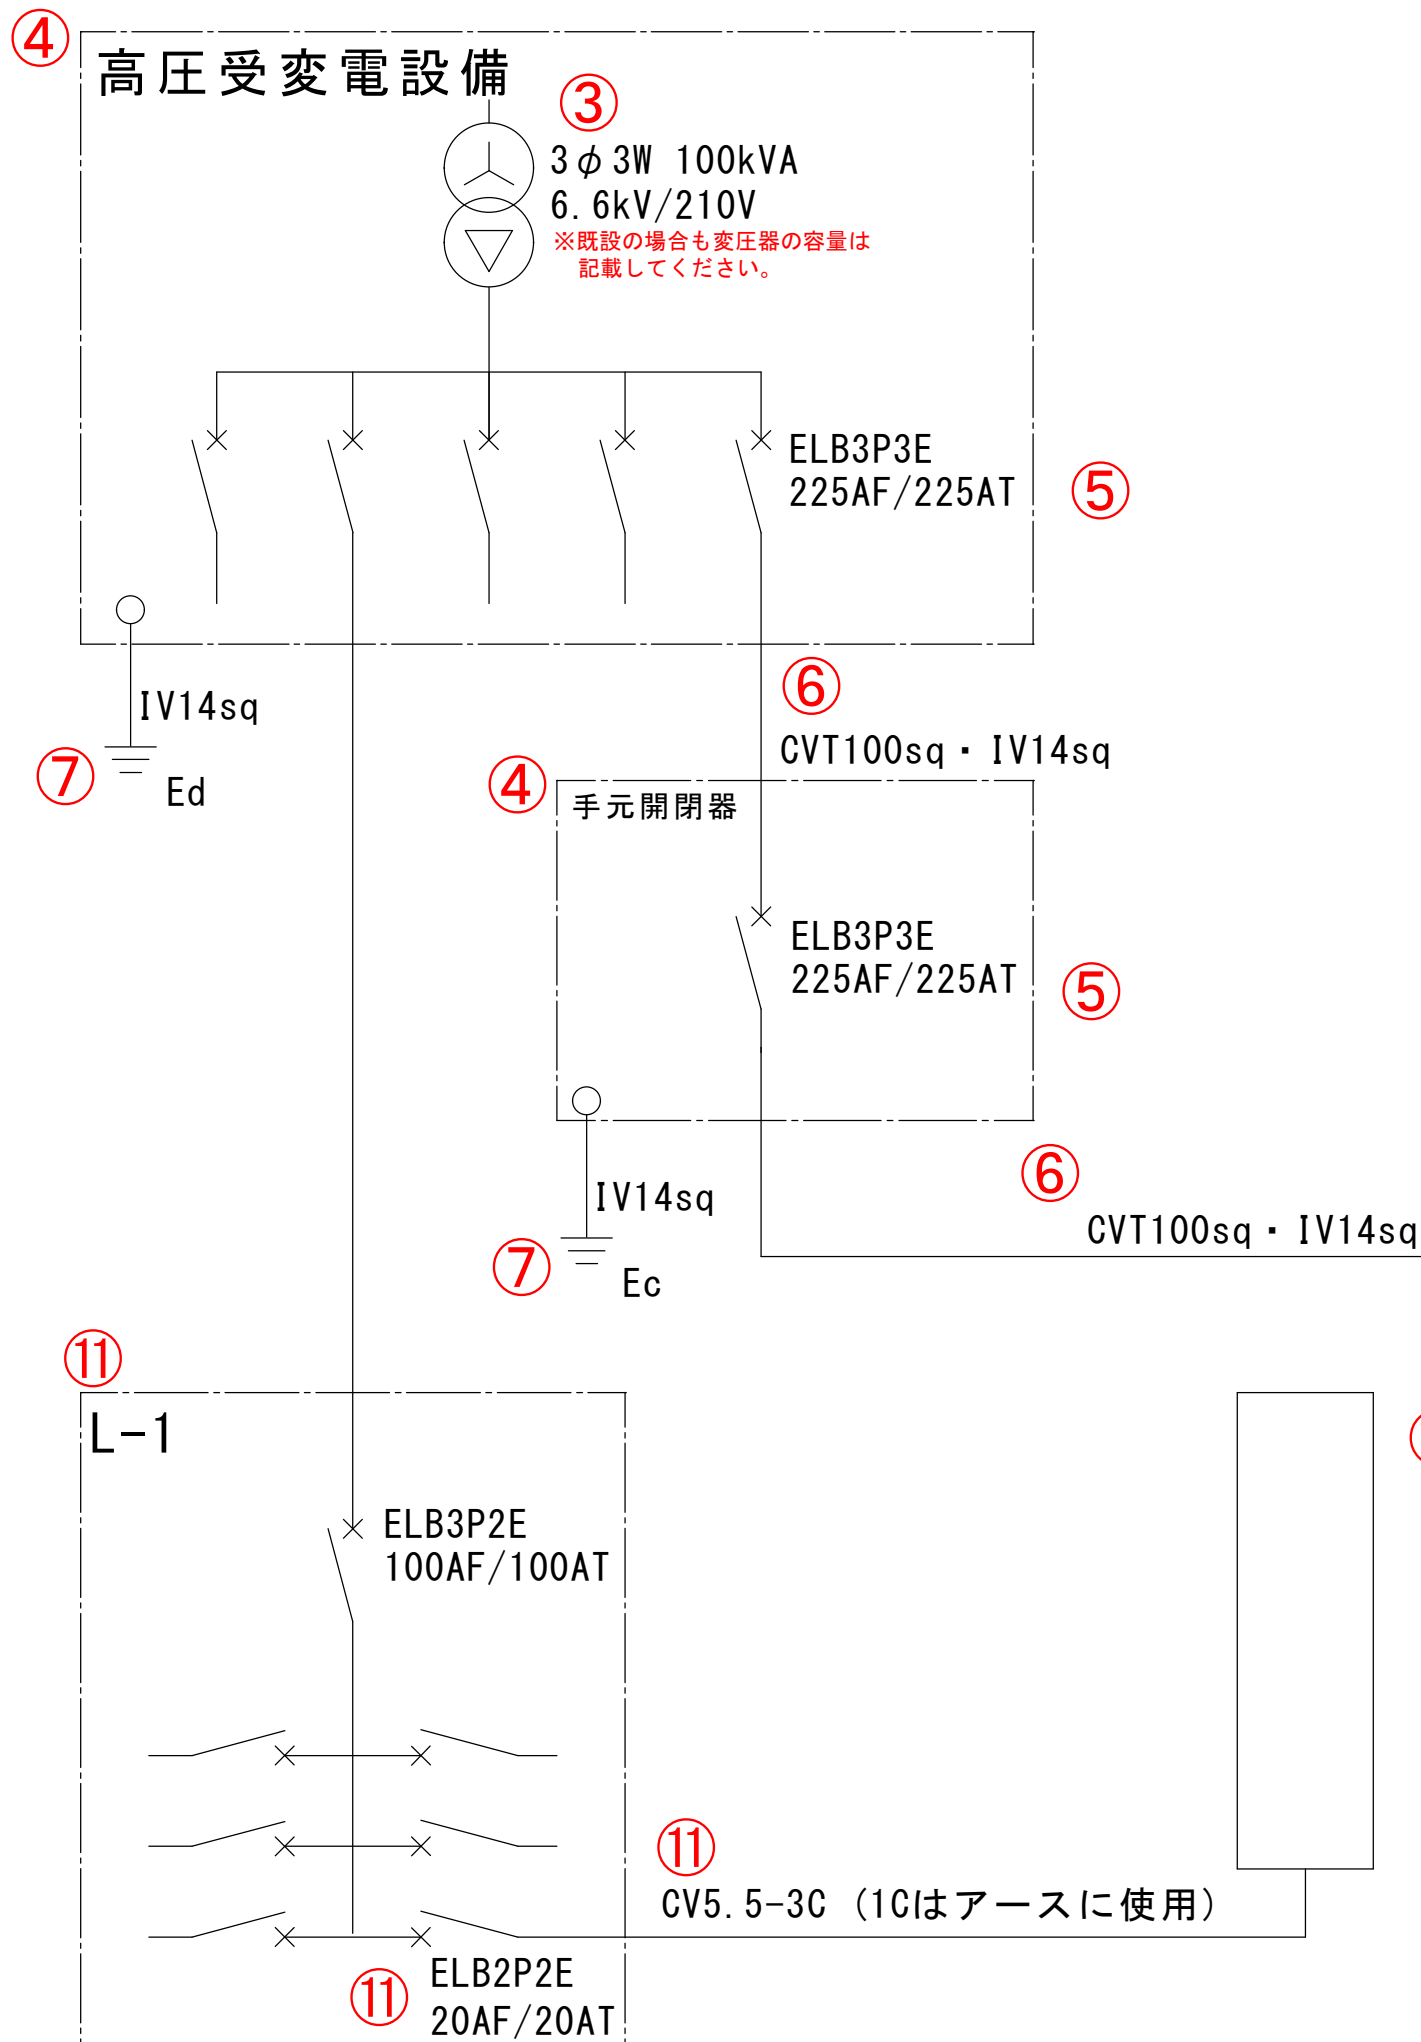 ④
高圧受変電設備
③
3φ3W 100kVA
6.6kV/210V
※既設の場合も変圧器の容量は
記載してください。
ELB3P3E
225AF/225AT
⑤
IV14sq
⑦
Ed
⑥
CVT100sq・IV14sq
④
手元開閉器
ELB3P3E
225AF/225AT
⑤
IV14sq
⑦
Ec
⑥
CVT100sq・IV14sq
⑪
L-1
ELB3P2E
100AF/100AT
⑪
CV5.5-3C (1Cはアースに使用)
⑪
ELB2P2E
20AF/20AT